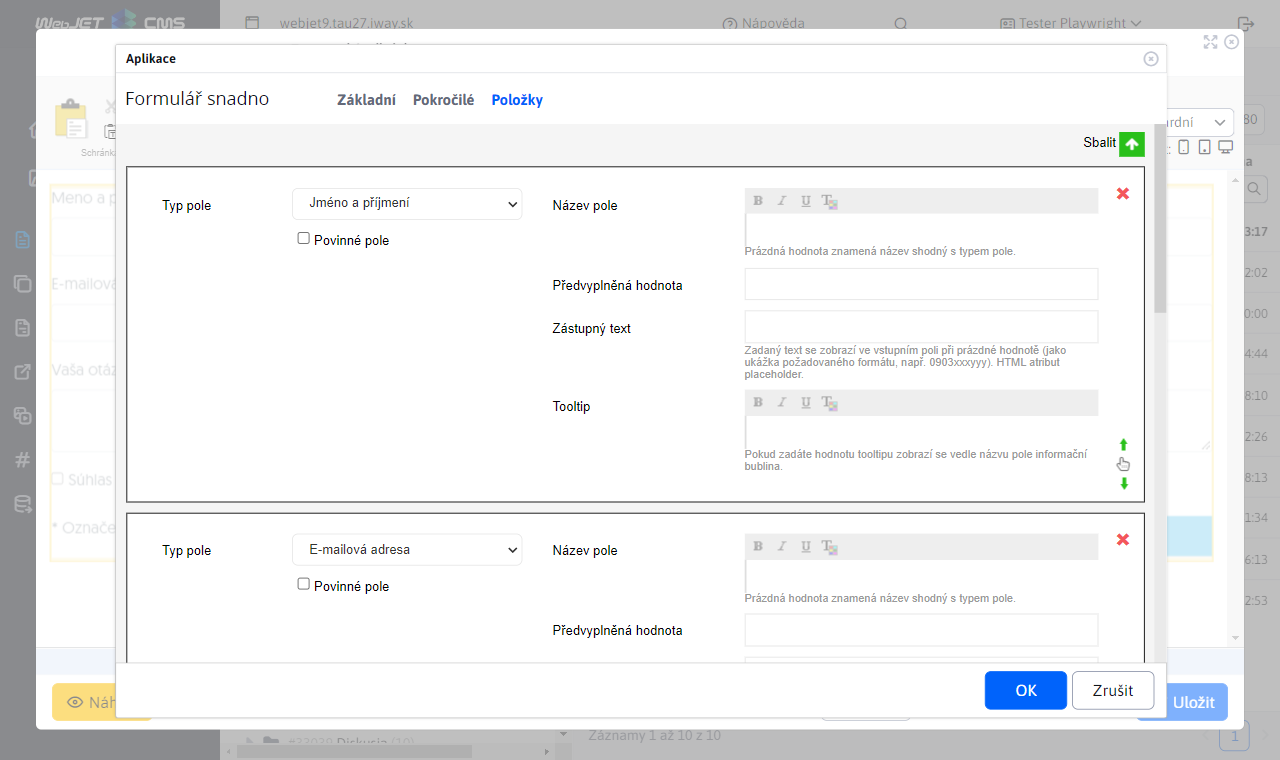 WebJET CMS
webjet9.tau27.iway.sk
Nápověda
Tester Playwright
Aplikace
Formulář snadno
Základní
Pokročilé
Položky
80
Schránka
Sbalit
Meno a p
Typ pole
Jméno a příjmení
Název pole
B I U T
Povinné pole
Prázdná hodnota znamená název shodný s typem pole.
3:17
2:02
E-mailová
Předvyplněná hodnota
0:00
Zástupný text
Zadaný text se zobrazí ve vstupním poli při prázdné hodnotě (jako
ukážka požadovaného formátu, např. 0903xxxyyy). HTML atribut
placeholder.
4:44
Vaša otáz
8:10
Tooltip
B I U T
2:26
Pokud zadáte hodnotu tooltipu zobrazí se vedle názvu pole informační
bublina.
Súhlas
8:13
1:34
* Označe
Typ pole
E-mailová adresa
Název pole
B I U T
6:13
Povinné pole
Prázdná hodnota znamená název shodný s typem pole.
2:53
Předvyplněná hodnota
OK
Zrušit
Náh
Uložit
Diskusia (10)
Záznamy 1 až 10 z 10
1